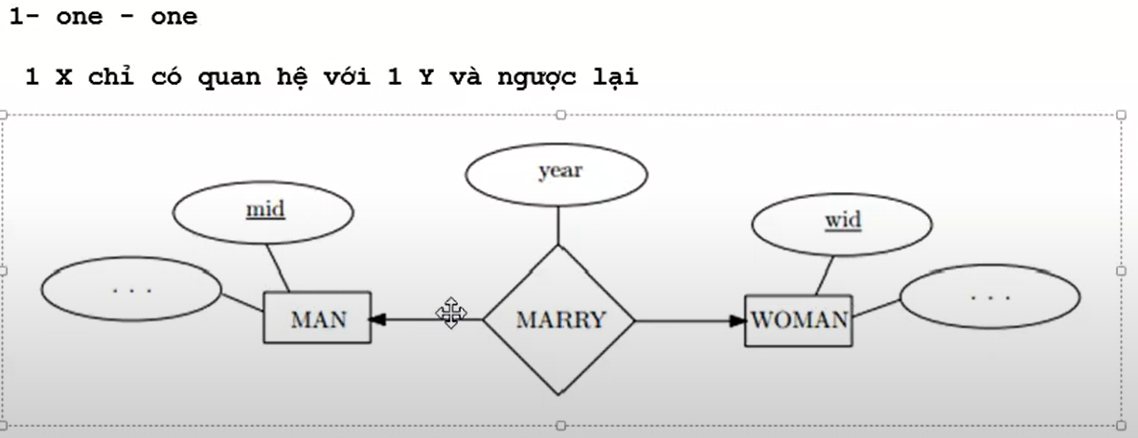 1- one - one
1 X chỉ có quan hệ với 1 Y và ngược lại
year
mid
wid
. . .
. . .
MAN
MARRY
WOMAN